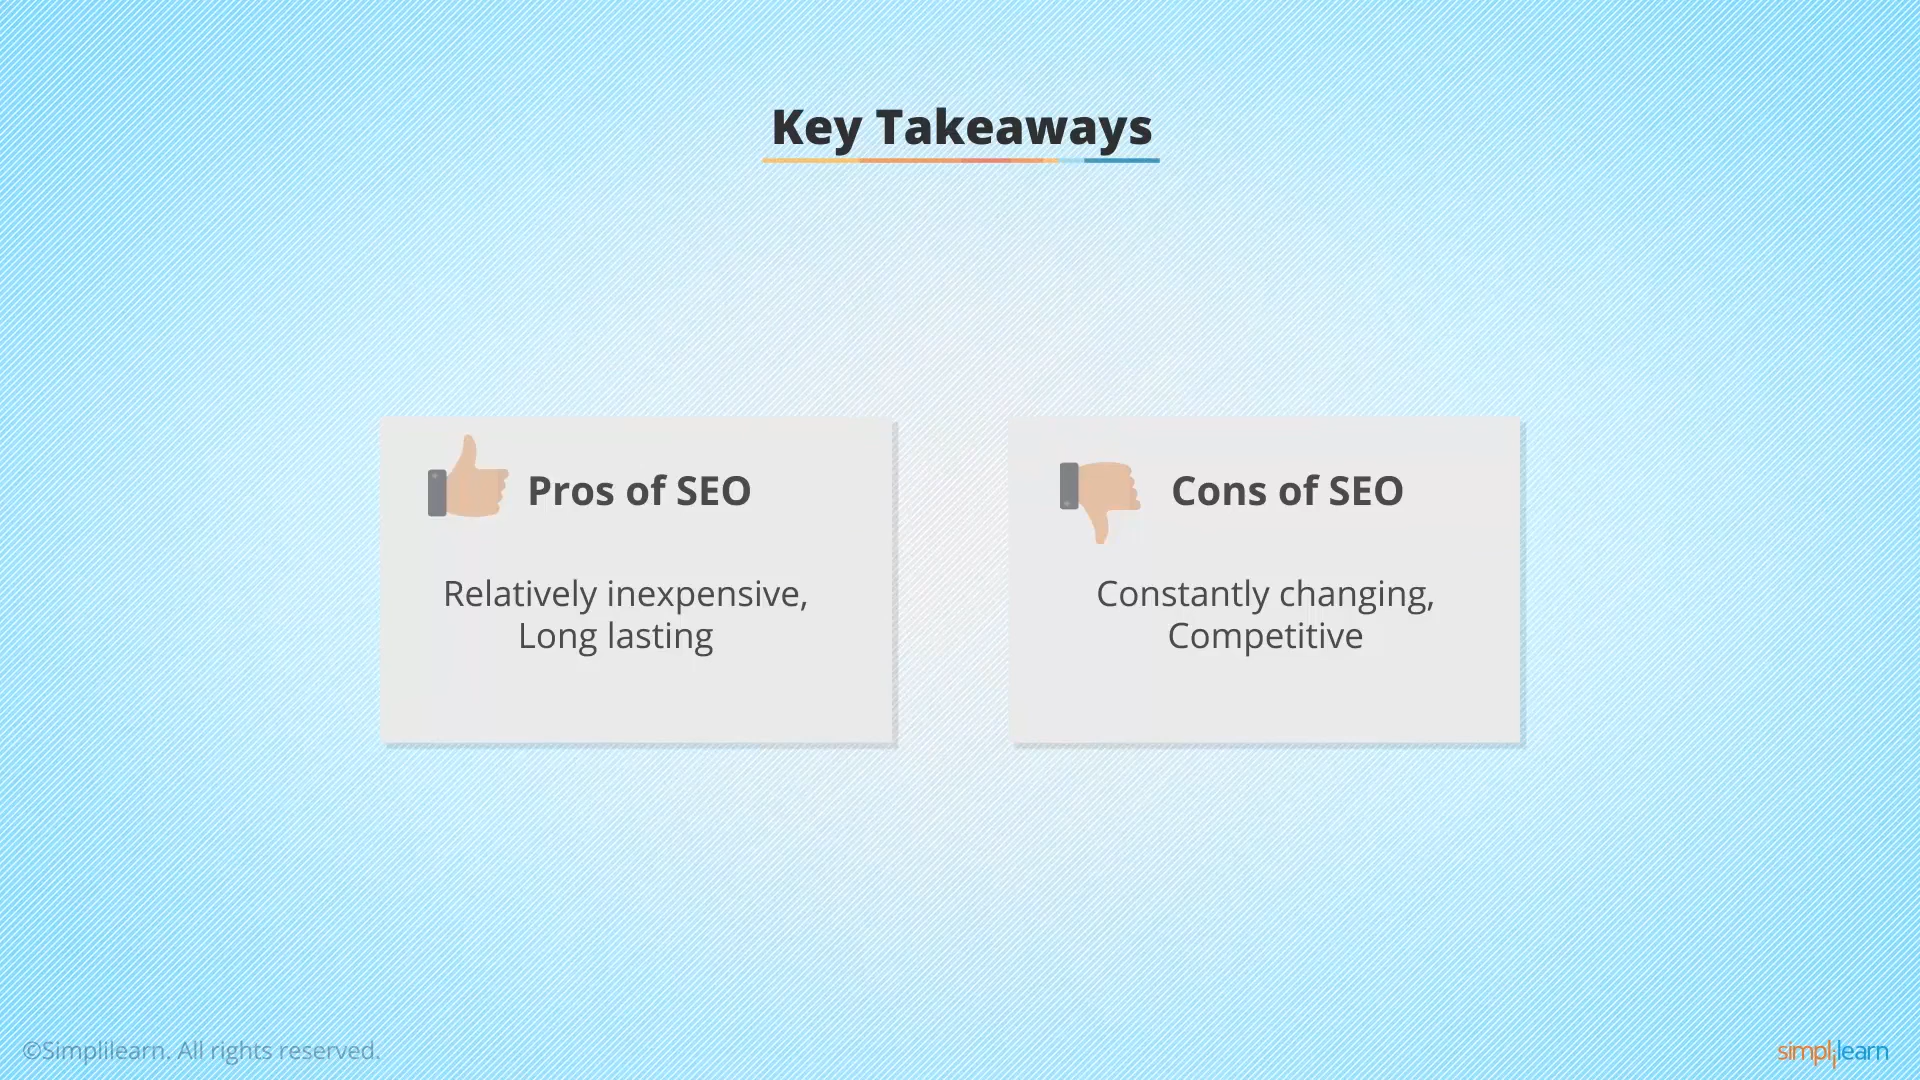 Key Takeaways
Pros of SEO
Relatively inexpensive,
Long lasting
Cons of SEO
Constantly changing,
Competitive
©Simplilearn. All rights reserved.
simplilearn